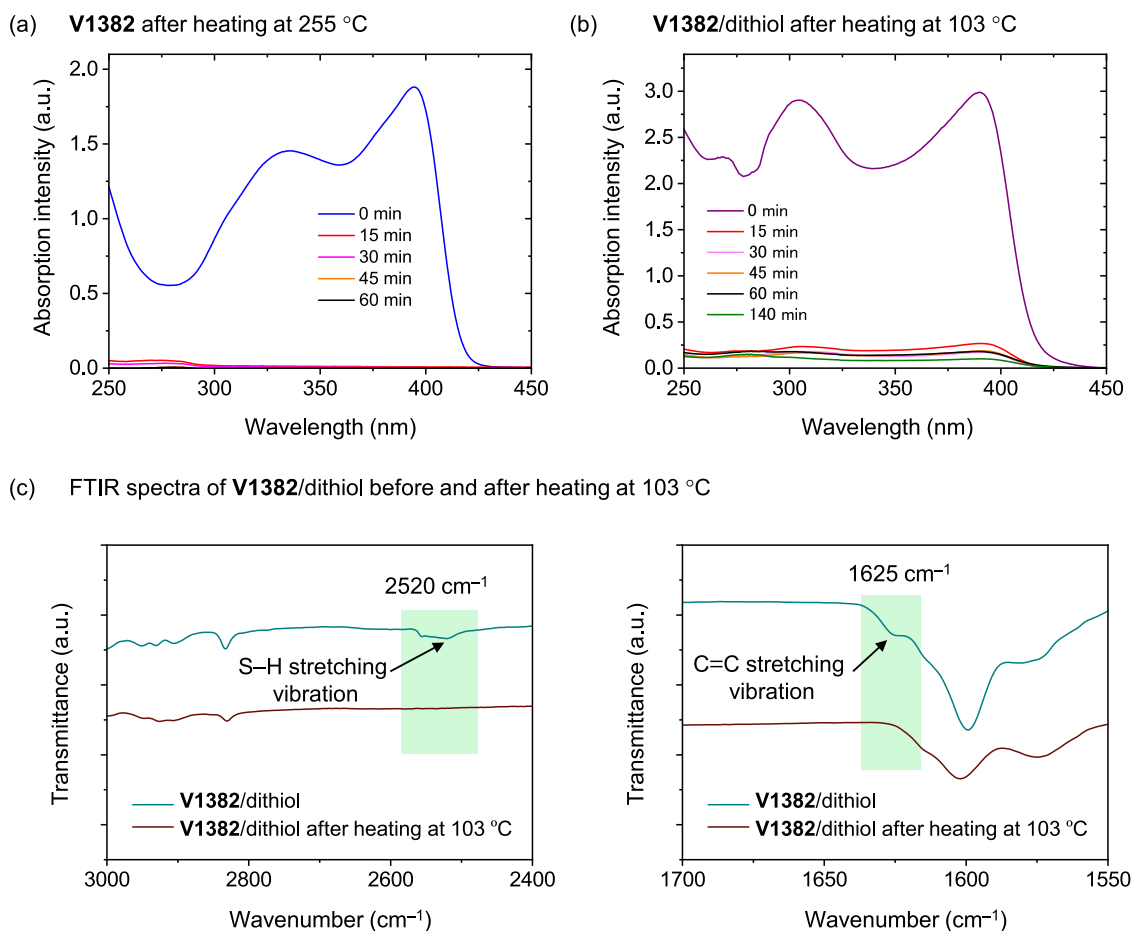 (a) V1382 after heating at 255 °C
2.0
1.5
1.0
0.5
0.0
250 300 350 400 450
Absorption intensity (a.u.)
Wavelength (nm)
0 min
15 min
30 min
45 min
60 min
(b) V1382/dithiol after heating at 103 °C
3.0
2.5
2.0
1.5
1.0
0.5
0.0
250 300 350 400 450
Absorption intensity (a.u.)
Wavelength (nm)
0 min
15 min
30 min
45 min
60 min
140 min
(c) FTIR spectra of V1382/dithiol before and after heating at 103 °C
2520 cm–1
S–H stretching
vibration
Transmittance (a.u.)
V1382/dithiol
V1382/dithiol after heating at 103 ºC
3000 2800 2600 2400
Wavenumber (cm–1)
1625 cm–1
C=C stretching
vibration
Transmittance (a.u.)
V1382/dithiol
V1382/dithiol after heating at 103 ºC
1700 1650 1600 1550
Wavenumber (cm–1)